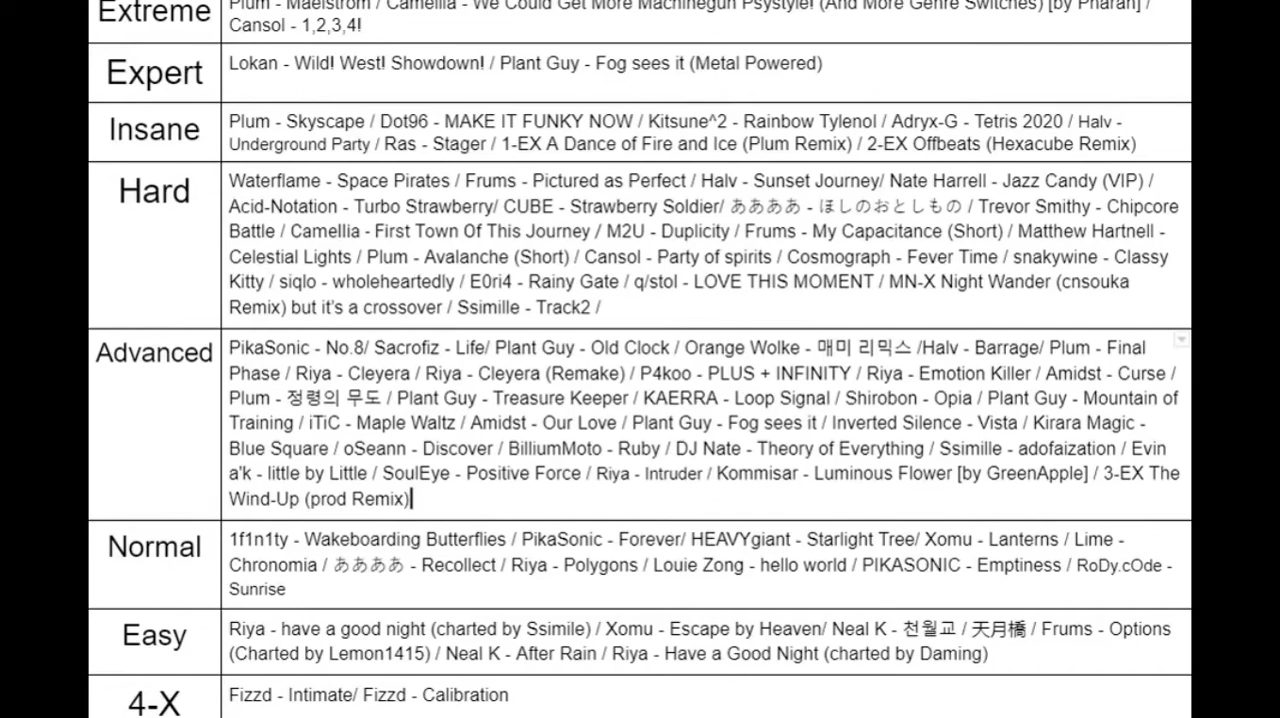 Extreme
Plum - Maelstrom / Camellia - We Could Get More Machinegun Psystyle! (And More Genre Switches) [by Pharan] /
Cansol - 1,2,3,4!
Expert
Lokan - Wild! West! Showdown! / Plant Guy - Fog sees it (Metal Powered)
Insane
Plum - Skyscape / Dot96 - MAKE IT FUNKY NOW / Kitsune^2 - Rainbow Tylenol / Adryx-G - Tetris 2020 / Halv -
Underground Party / Ras - Stager / 1-EX A Dance of Fire and Ice (Plum Remix) / 2-EX Offbeats (Hexacube Remix)
Hard
Waterflame - Space Pirates / Frums - Pictured as Perfect / Halv - Sunset Journey/ Nate Harrell - Jazz Candy (VIP) /
Acid-Notation - Turbo Strawberry/ CUBE - Strawberry Soldier/ ああああ - ほしのおとしもの / Trevor Smithy - Chipcore
Battle / Camellia - First Town Of This Journey / M2U - Duplicity / Frums - My Capacitance (Short) / Matthew Hartnell -
Celestial Lights / Plum - Avalanche (Short) / Cansol - Party of spirits / Cosmograph - Fever Time / snakywine - Classy
Kitty / siqlo - wholeheartedly / E0ri4 - Rainy Gate / q/stol - LOVE THIS MOMENT / MN-X Night Wander (cnsouka
Remix) but it's a crossover / Ssimille - Track2 /
Advanced
PikaSonic - No.8/ Sacrofiz - Life/ Plant Guy - Old Clock / Orange Wolke - 매미 리믹스 /Halv - Barrage/ Plum - Final
Phase / Riya - Cleyera / Riya - Cleyera (Remake) / P4koo - PLUS + INFINITY / Riya - Emotion Killer / Amidst - Curse /
Plum - 정령의 무도 / Plant Guy - Treasure Keeper / KAERRA - Loop Signal / Shirobon - Opia / Plant Guy - Mountain of
Training / iTiC - Maple Waltz / Amidst - Our Love / Plant Guy - Fog sees it / Inverted Silence - Vista / Kirara Magic -
Blue Square / oSeann - Discover / BilliumMoto - Ruby / DJ Nate - Theory of Everything / Ssimille - adofaization / Evin
a'k - little by Little / SoulEye - Positive Force / Riya - Intruder / Kommisar - Luminous Flower [by GreenApple] / 3-EX The
Wind-Up (prod Remix)
Normal
1f1n1ty - Wakeboarding Butterflies / PikaSonic - Forever/ HEAVYgiant - Starlight Tree/ Xomu - Lanterns / Lime -
Chronomia / ああああ - Recollect / Riya - Polygons / Louie Zong - hello world / PIKASONIC - Emptiness / RoDy.cOde -
Sunrise
Easy
Riya - have a good night (charted by Ssimile) / Xomu - Escape by Heaven/ Neal K - 천월교 / 天月橋 / Frums - Options
(Charted by Lemon1415) / Neal K - After Rain / Riya - Have a Good Night (charted by Daming)
4-X
Fizzd - Intimate/ Fizzd - Calibration